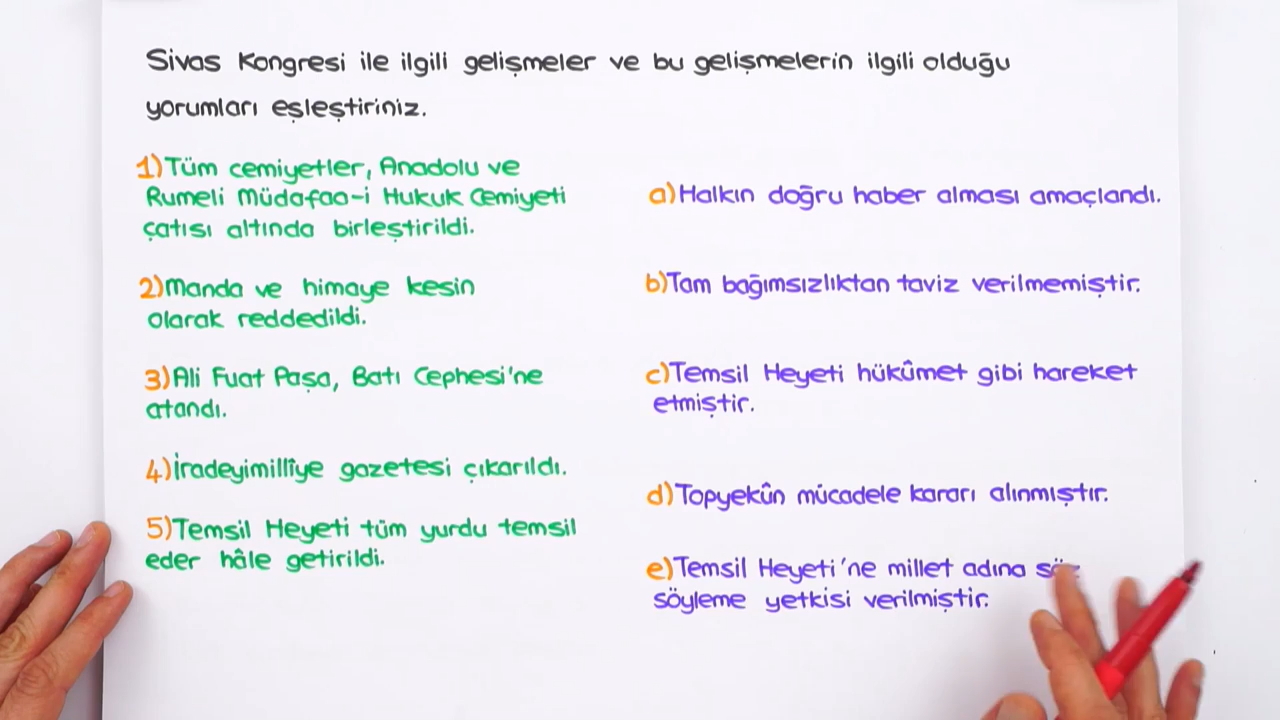 Sivas Kongresi ile ilgili gelişmeler ve bu gelişmelerin ilgili olduğu
yorumları eşleştiriniz.
1)Tüm cemiyetler, Anadolu ve
Rumeli Müdafaa-i Hukuk Cemiyeti
çatısı altında birleştirildi.
2)Manda ve himaye kesin
olarak reddedildi.
3)Ali Fuat Paşa, Batı Cephesi'ne
atandı.
4)İradeyimillîye gazetesi çıkarıldı.
5)Temsil Heyeti tüm yurdu temsil
eder hâle getirildi.
a)Halkın doğru haber alması amaçlandı.
b)Tam bağımsızlıktan taviz verilmemiştir.
c)Temsil Heyeti hükûmet gibi hareket
etmiştir.
d)Topyekûn mücadele kararı alınmıştır.
e)Temsil Heyeti'ne millet adına
söyleme yetkisi verilmiştir.